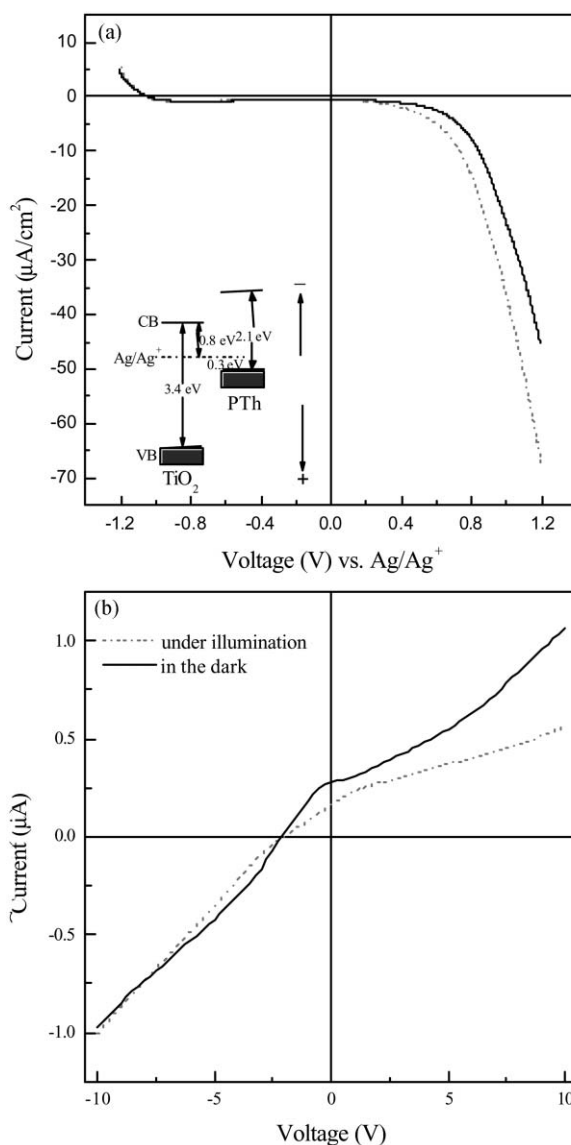 (a)
10
0
-10
-20
-30
-40
-50
-60
-70
Current (μA/cm²)
CB
Ag/Ag⁺
VB
0.8 eV
2.1 eV
0.3 eV
3.4 eV
PTh
TiO₂
−
+
-1.2 -0.8 -0.4 0.0 0.4 0.8 1.2
Voltage (V) vs. Ag/Ag⁺
(b)
under illumination
in the dark
1.0
0.5
0.0
-0.5
-1.0
Current (μA)
-10 -5 0 5 10
Voltage (V)